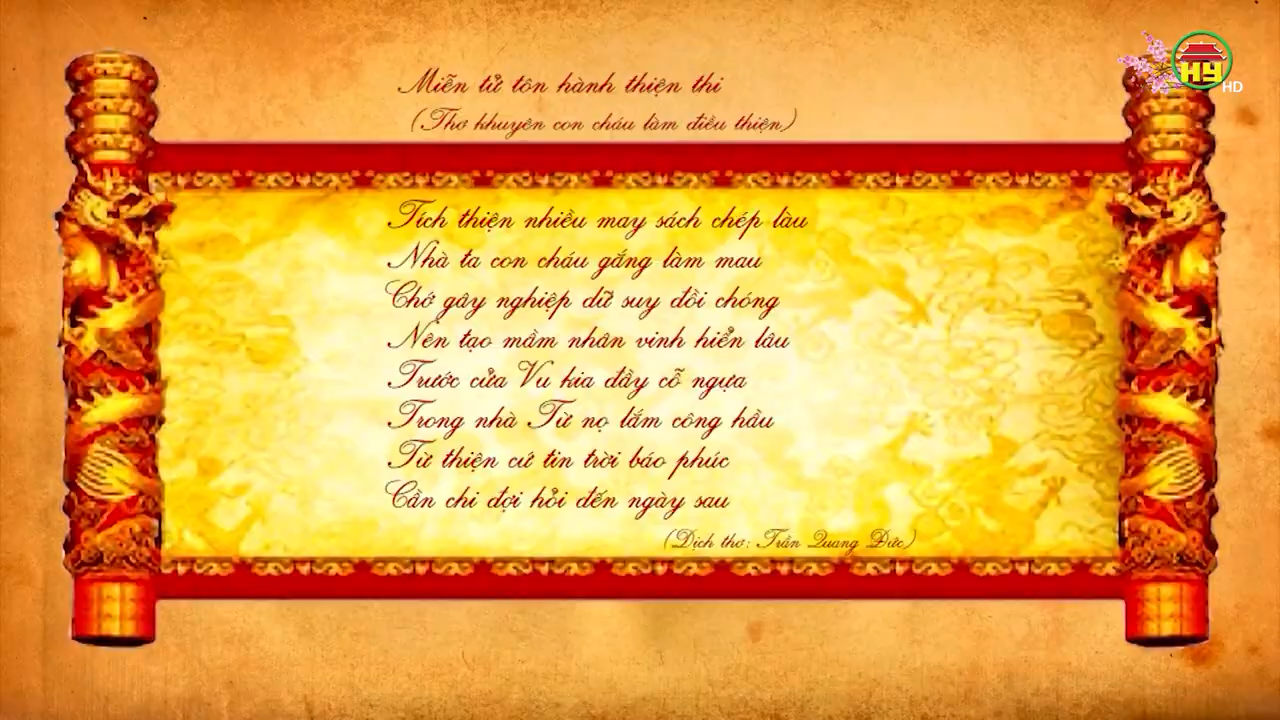 Miễn tử tôn hành thiện thi
(Thơ khuyên con cháu làm điều thiện)
HY
HD
Tích thiện nhiều may sách chép làu
Nhà ta con cháu gắng làm mau
Chớ gây nghiệp dữ suy đồi chóng
Nên tạo mầm nhân vinh hiển lâu
Trước cửa Vu kia đầy cỗ ngựa
Trong nhà Từ nọ lắm công hầu
Từ thiện cứ tin trời báo phúc
Cần chi đợi hỏi đến ngày sau
(Dịch thơ: Trần Quang Đức)